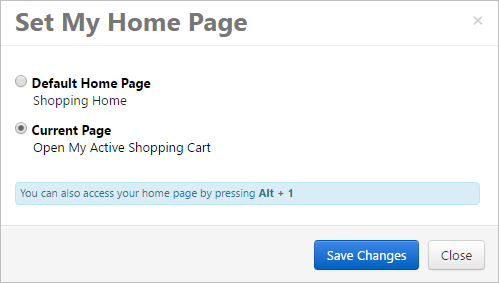 Set My Home Page
×
Default Home Page
Shopping Home
Current Page
Open My Active Shopping Cart
You can also access your home page by pressing Alt + 1
Save Changes
Close